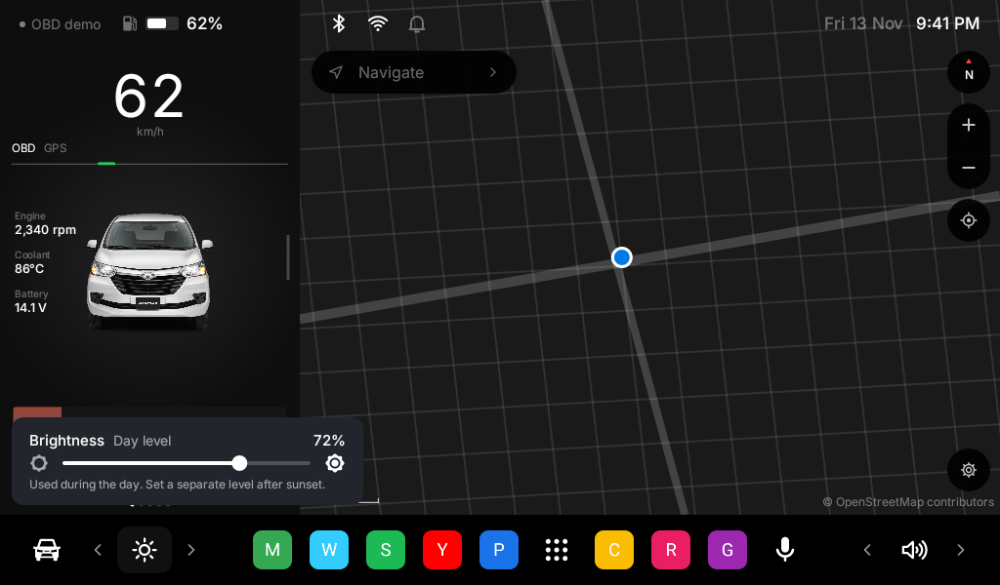 OBD demo
62%
Fri 13 Nov 9:41 PM
Navigate
N
62
km/h
OBD GPS
Engine
2,340 rpm
Coolant
86°C
Battery
14.1 V
Brightness Day level 72%
Used during the day. Set a separate level after sunset.
© OpenStreetMap contributors
M W S Y P C R G